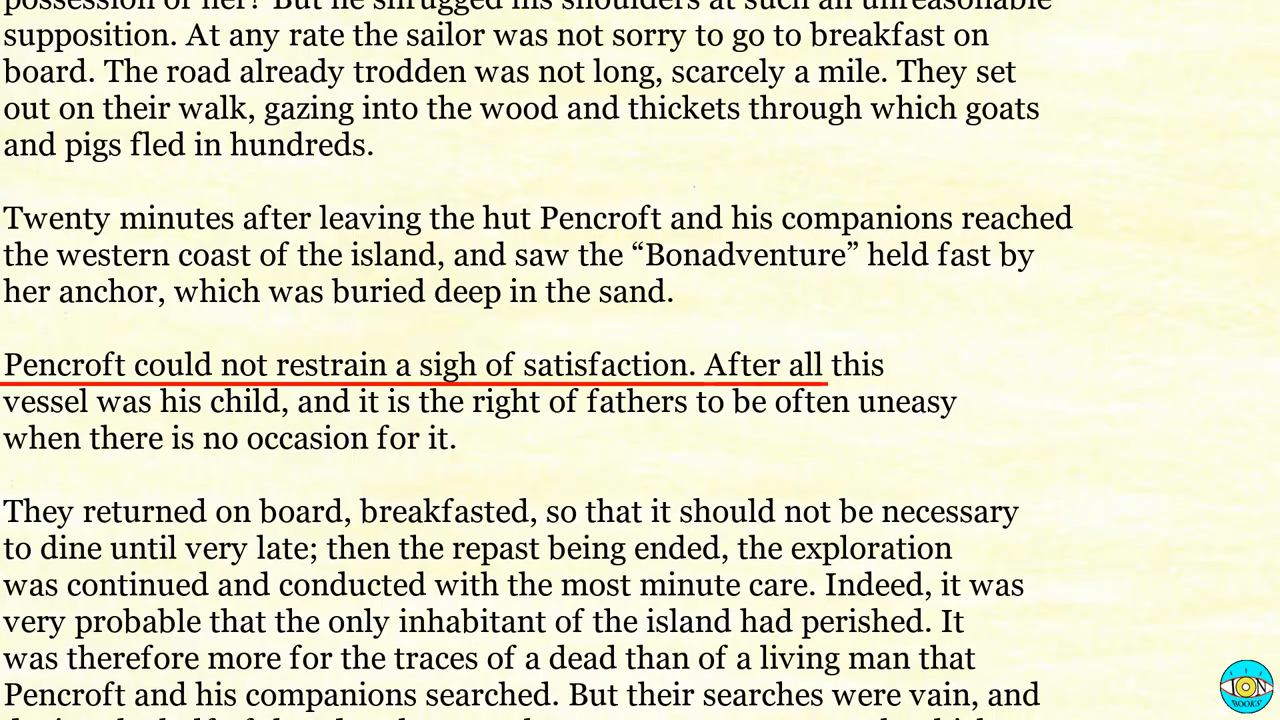 supposition. At any rate the sailor was not sorry to go to breakfast on
board. The road already trodden was not long, scarcely a mile. They set
out on their walk, gazing into the wood and thickets through which goats
and pigs fled in hundreds.
Twenty minutes after leaving the hut Pencroft and his companions reached
the western coast of the island, and saw the “Bonadventure” held fast by
her anchor, which was buried deep in the sand.
Pencroft could not restrain a sigh of satisfaction. After all this
vessel was his child, and it is the right of fathers to be often uneasy
when there is no occasion for it.
They returned on board, breakfasted, so that it should not be necessary
to dine until very late; then the repast being ended, the exploration
was continued and conducted with the most minute care. Indeed, it was
very probable that the only inhabitant of the island had perished. It
was therefore more for the traces of a dead than of a living man that
Pencroft and his companions searched. But their searches were vain, and
ION
BOOKS